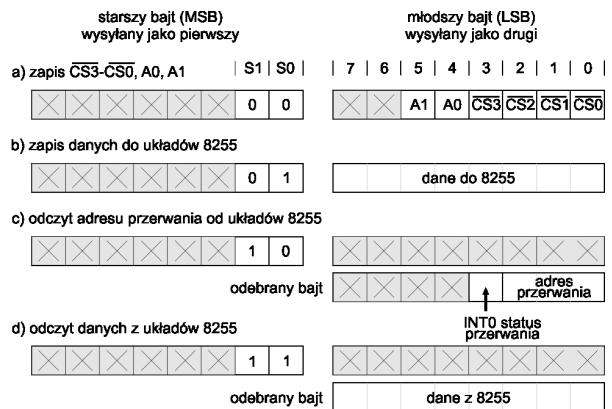 starszy bajt (MSB)
wysyłany jako pierwszy
młodszy bajt (LSB)
wysyłany jako drugi
a) zapis CS3-CS0, A0, A1 | S1 | S0 | | 7 | 6 | 5 | 4 | 3 | 2 | 1 | 0 |
0 0 A1 A0 CS3 CS2 CS1 CS0
b) zapis danych do układów 8255
0 1 dane do 8255
c) odczyt adresu przerwania od układów 8255
1 0
odebrany bajt
adres
przerwania
INT0 status
przerwania
d) odczyt danych z układów 8255
1 1
odebrany bajt dane z 8255